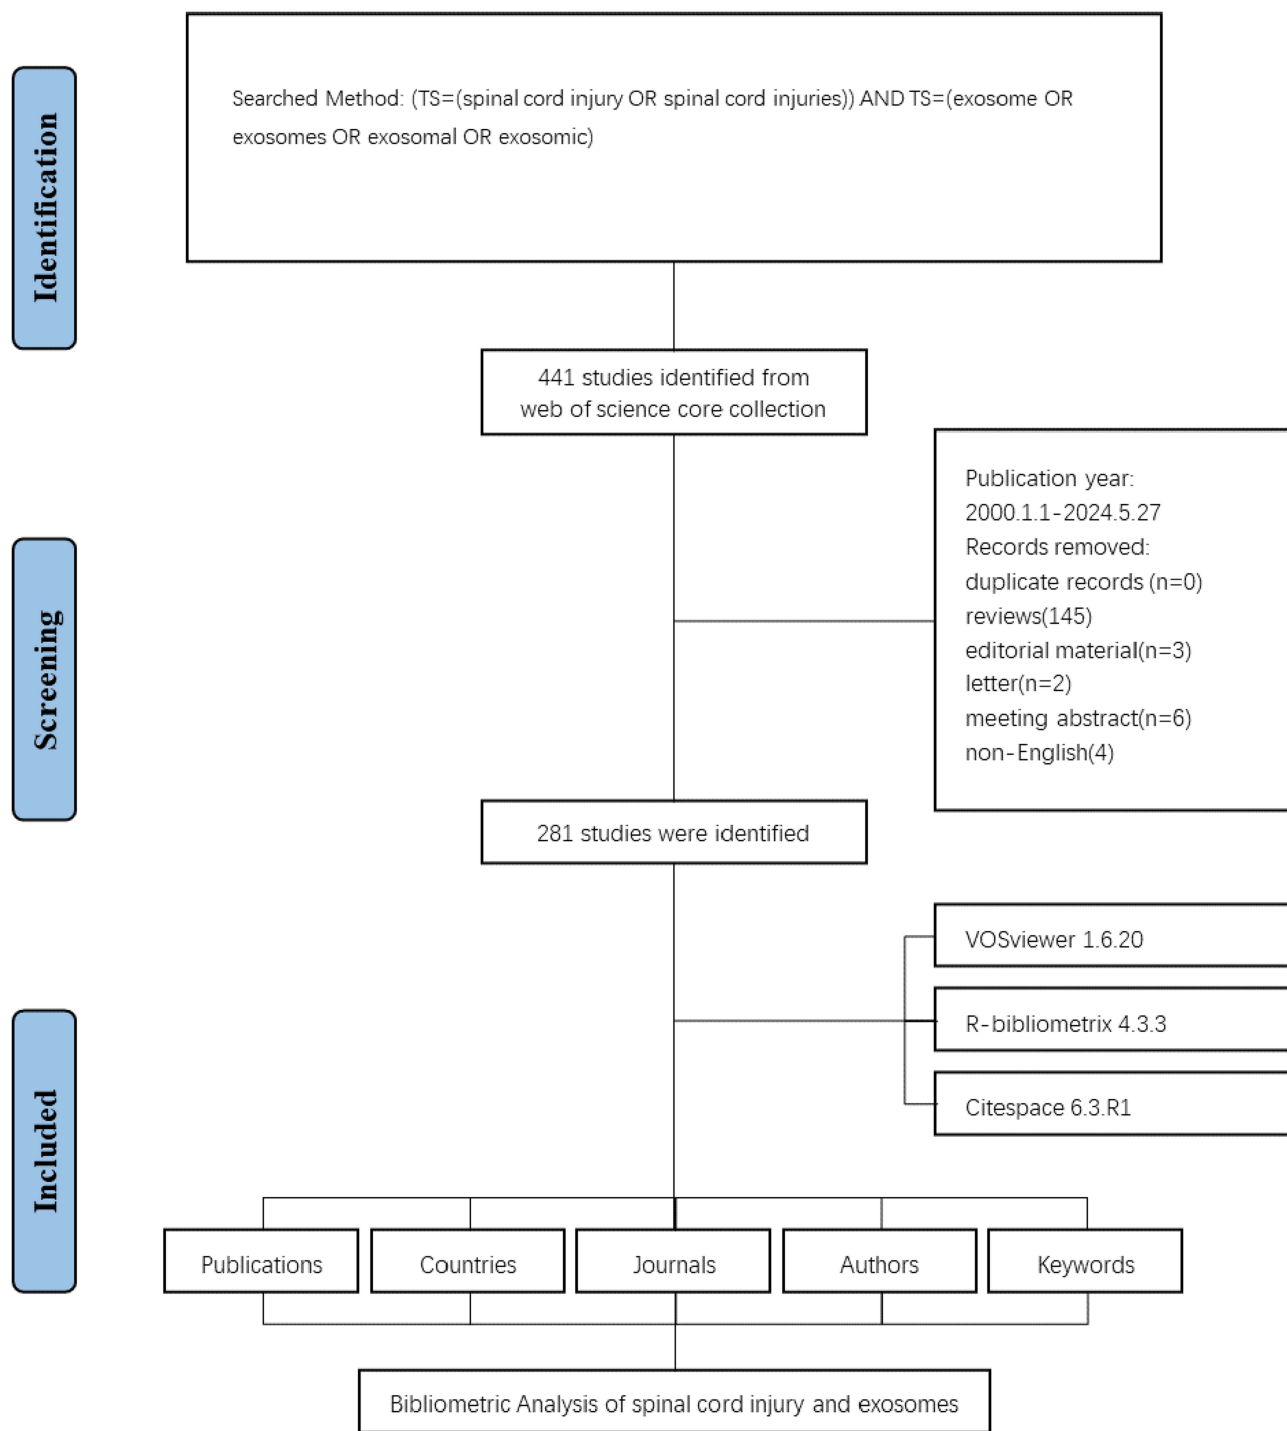 Identification
Searched Method: (TS=(spinal cord injury OR spinal cord injuries)) AND TS=(exosome OR
exosomes OR exosomal OR exosomic)
441 studies identified from
web of science core collection
Screening
Publication year:
2000.1.1-2024.5.27
Records removed:
duplicate records (n=0)
reviews(145)
editorial material(n=3)
letter(n=2)
meeting abstract(n=6)
non-English(4)
281 studies were identified
VOSviewer 1.6.20
R-bibliometrix 4.3.3
Citespace 6.3.R1
Included
Publications
Countries
Journals
Authors
Keywords
Bibliometric Analysis of spinal cord injury and exosomes